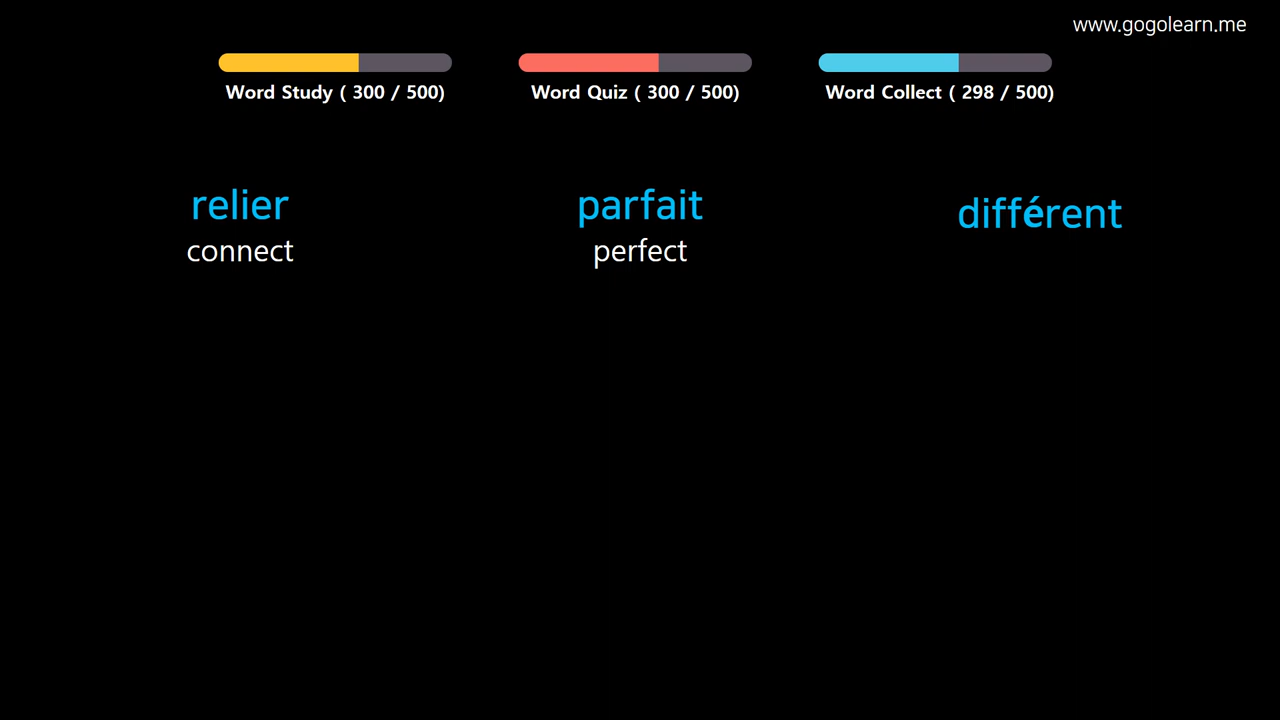 www.gogolearn.me
Word Study ( 300 / 500)
Word Quiz ( 300 / 500)
Word Collect ( 298 / 500)
relier
connect
parfait
perfect
différent